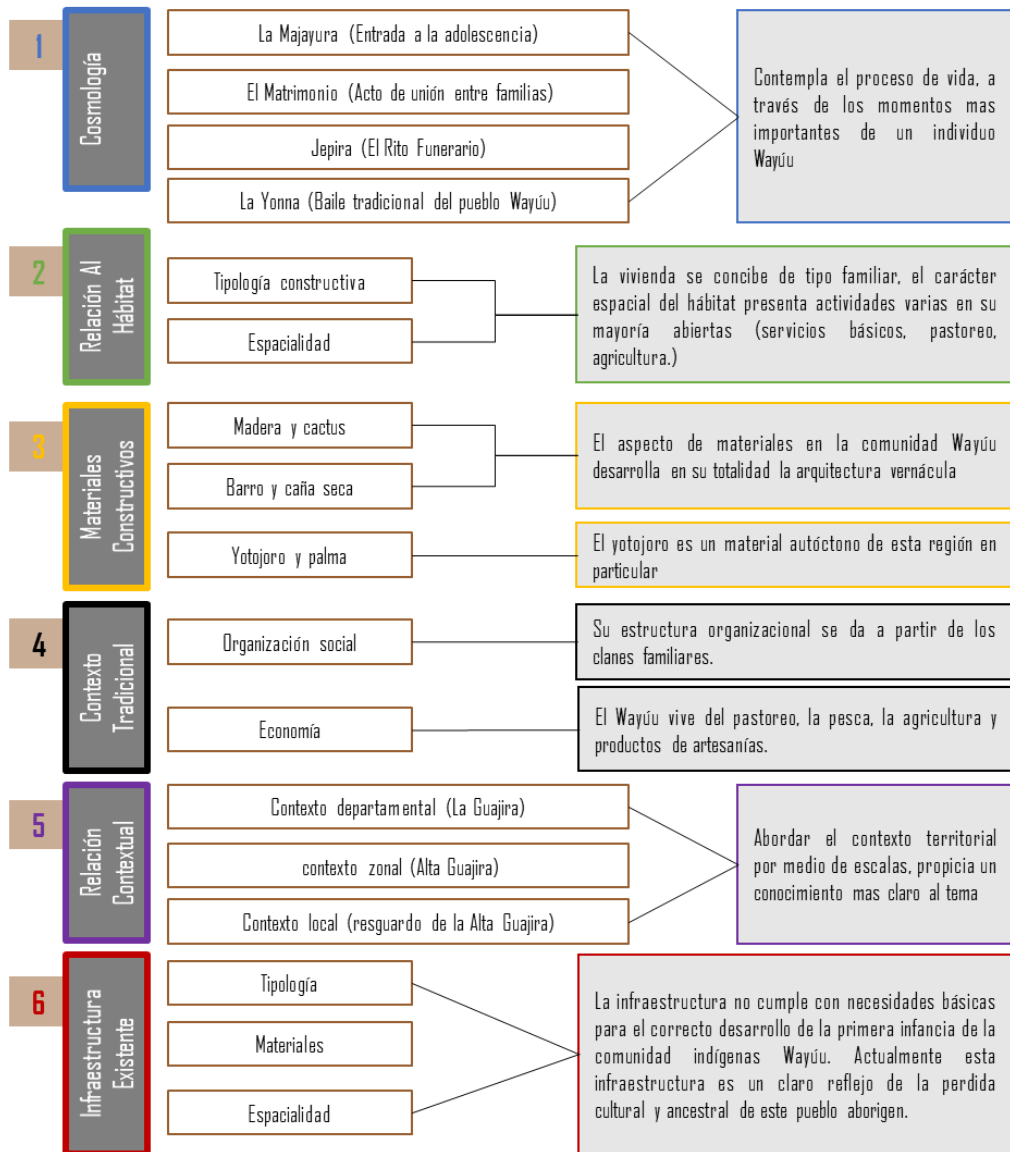 1
Cosmología
La Majayura (Entrada a la adolescencia)
El Matrimonio (Acto de unión entre familias)
Jepira (El Rito Funerario)
La Yonna (Baile tradicional del pueblo Wayúu)
Contempla el proceso de vida, a
través de los momentos mas
importantes de un individuo
Wayúu
2
Relación Al
Hábitat
Tipología constructiva
Espacialidad
La vivienda se concibe de tipo familiar, el carácter
espacial del hábitat presenta actividades varias en su
mayoría abiertas (servicios básicos, pastoreo,
agricultura.)
3
Materiales
Constructivos
Madera y cactus
Barro y caña seca
Yotojoro y palma
El aspecto de materiales en la comunidad Wayúu
desarrolla en su totalidad la arquitectura vernácula
El yotojoro es un material autóctono de esta región en
particular
4
Contexto
Tradicional
Organización social
Economía
Su estructura organizacional se da a partir de los
clanes familiares.
El Wayúu vive del pastoreo, la pesca, la agricultura y
productos de artesanías.
5
Relación
Contextual
Contexto departamental (La Guajira)
contexto zonal (Alta Guajira)
Contexto local (resguardo de la Alta Guajira)
Abordar el contexto territorial
por medio de escalas, propicia un
conocimiento mas claro al tema
6
Infraestructura
Existente
Tipología
Materiales
Espacialidad
La infraestructura no cumple con necesidades básicas
para el correcto desarrollo de la primera infancia de la
comunidad indígenas Wayúu. Actualmente esta
infraestructura es un claro reflejo de la perdida
cultural y ancestral de este pueblo aborigen.